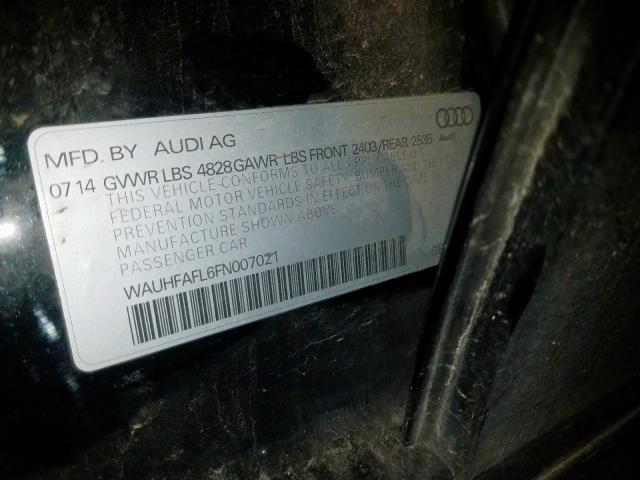 MFD. BY AUDI AG
Audi
07 14 GVWR LBS 4828 GAWR LBS FRONT 2403/REAR 2535
THIS VEHICLE CONFORMS TO ALL APPLICABLE U.S.
FEDERAL MOTOR VEHICLE SAFETY, BUMPER AND THEFT
PREVENTION STANDARDS IN EFFECT ON THE DATE OF
MANUFACTURE SHOWN ABOVE
PASSENGER CAR
WAUHFAFL6FN007021